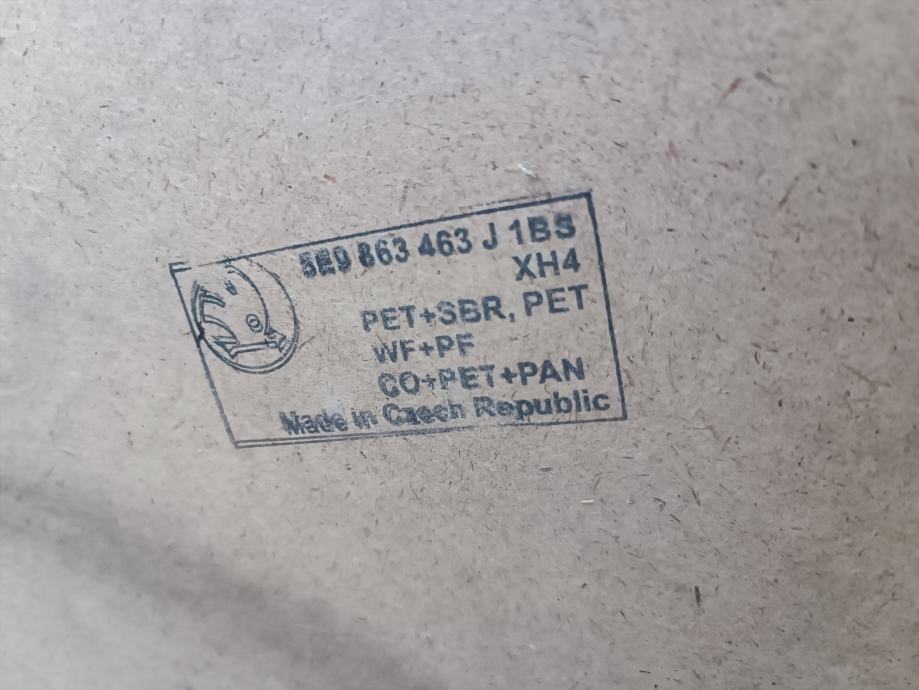 5E9 863 463 J 1BS
XH4
PET+SBR, PET
WF+PF
CO+PET+PAN
Made in Czech Republic